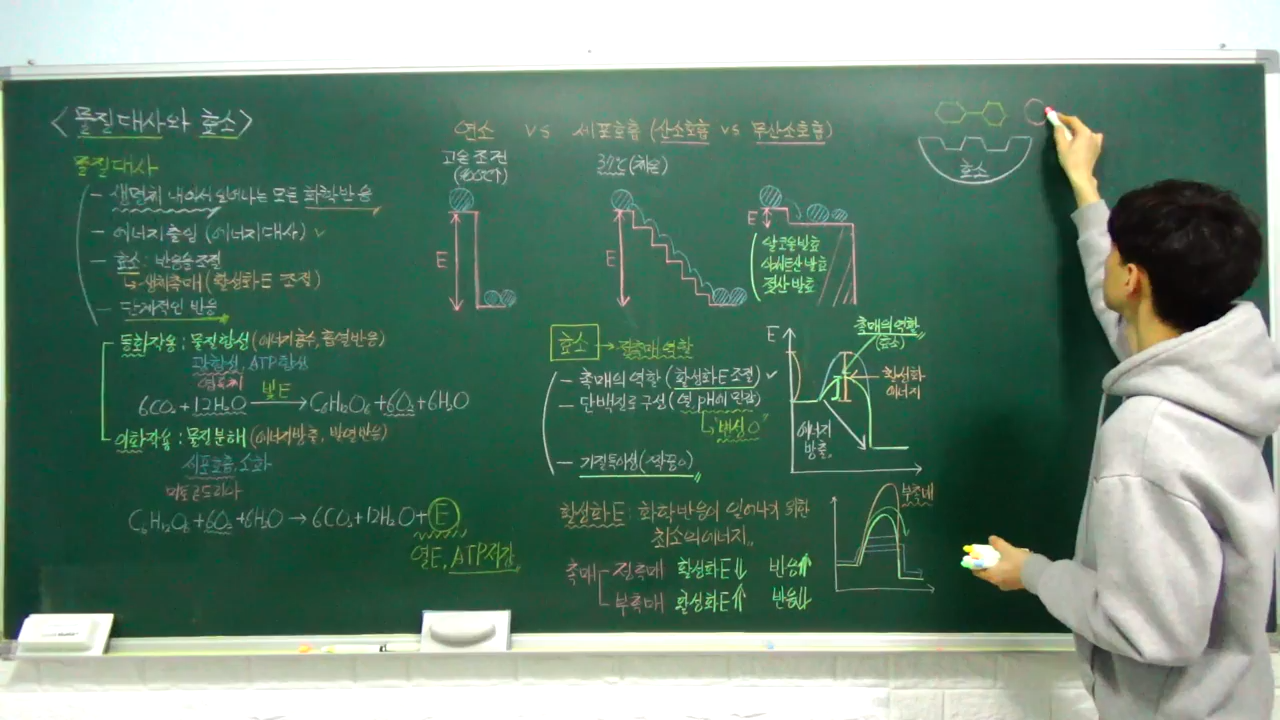 <물질대사와 효소>
물질대사
- 생명체 내에서 일어나는 모든 화학반응
- 에너지출입 (에너지대사)
- 효소 : 반응속도조절
↳ 생체촉매 (활성화E 조절)
- 단계적인 반응
동화작용 : 물질합성 (에너지흡수, 흡열반응)
광합성, ATP합성
엽록체
6CO₂+12H₂O 빛E → C₆H₁₂O₆+6O₂+6H₂O
이화작용 : 물질분해 (에너지방출, 발열반응)
세포호흡, 소화
미토콘드리아
C₆H₁₂O₆+6O₂+6H₂O → 6CO₂+12H₂O+E
열E, ATP저장
연소 vs 세포호흡 (산소호흡 vs 무산소호흡)
고온 조건
37℃(체온)
E
E
E
알코올발효
아세트산 발효
젖산 발효
효소 → 정촉매 역할
- 촉매의 역할 (활성화E조절)
- 단백질로 구성 (열, pH에 민감)
↳ "변성 O"
- 기질특이성
E
촉매의 역할
(효소)
활성화
에너지
에너지
방출
활성화E : 화학반응이 일어나기 위한
최소의 에너지
촉매
정촉매 활성화E↓ 반응↑
부촉매 활성화E↑ 반응↓
부촉매
효소